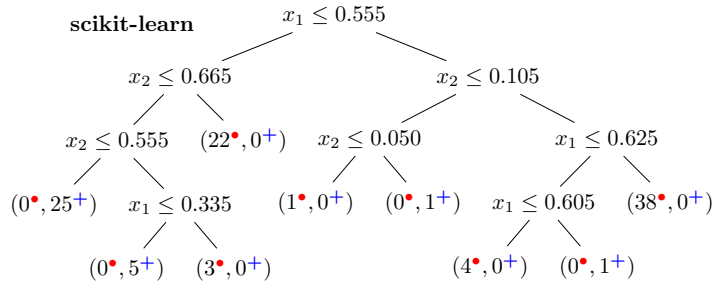 scikit-learn
x₁ ≤ 0.555
x₂ ≤ 0.665 x₂ ≤ 0.105
x₂ ≤ 0.555 (22•, 0⁺) x₂ ≤ 0.050 x₁ ≤ 0.625
(0•, 25⁺) x₁ ≤ 0.335 (1•, 0⁺) (0•, 1⁺) x₁ ≤ 0.605 (38•, 0⁺)
(0•, 5⁺) (3•, 0⁺) (4•, 0⁺) (0•, 1⁺)